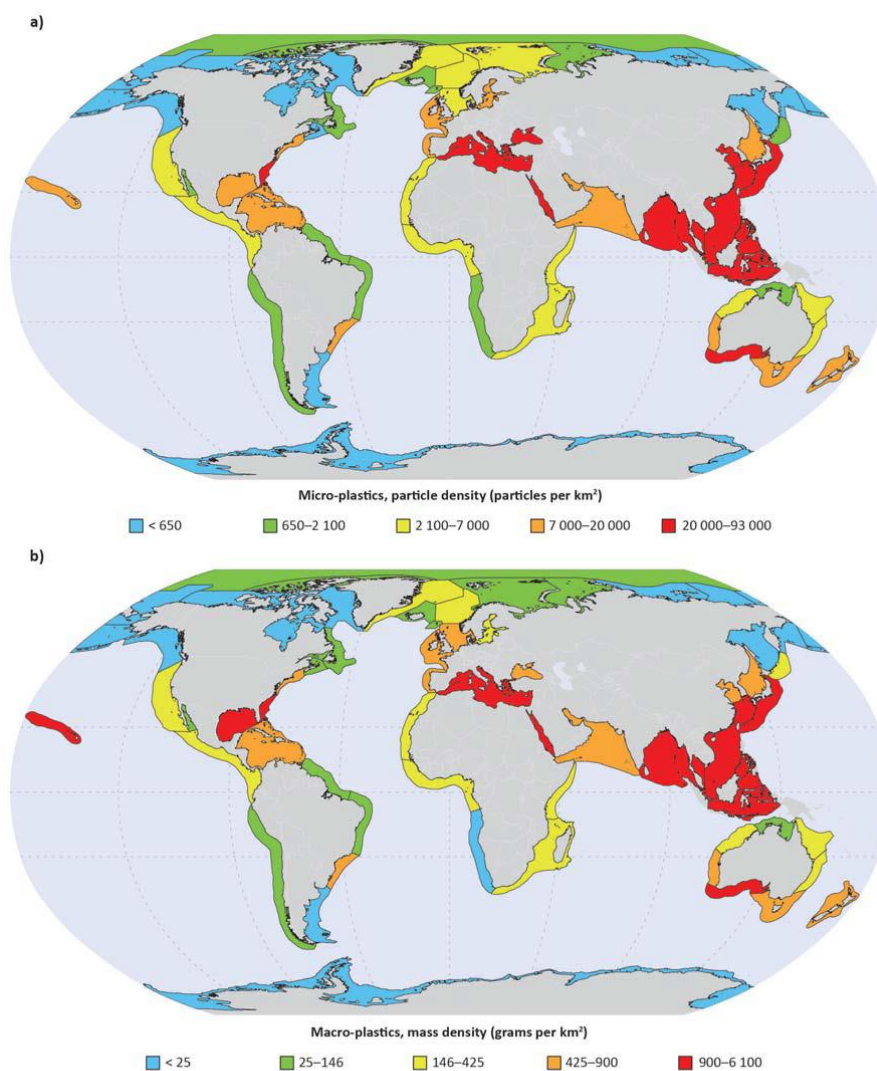 a)
Micro-plastics, particle density (particles per km²)
< 650
650–2 100
2 100–7 000
7 000–20 000
20 000–93 000
b)
Macro-plastics, mass density (grams per km²)
< 25
25–146
146–425
425–900
900–6 100